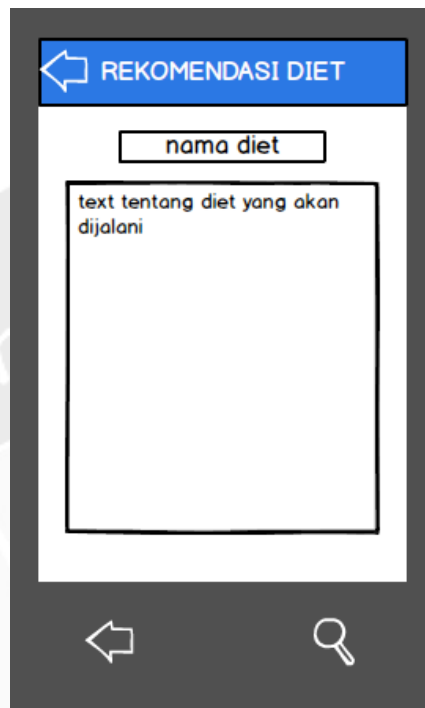 REKOMENDASI DIET
nama diet
text tentang diet yang akan
dijalani